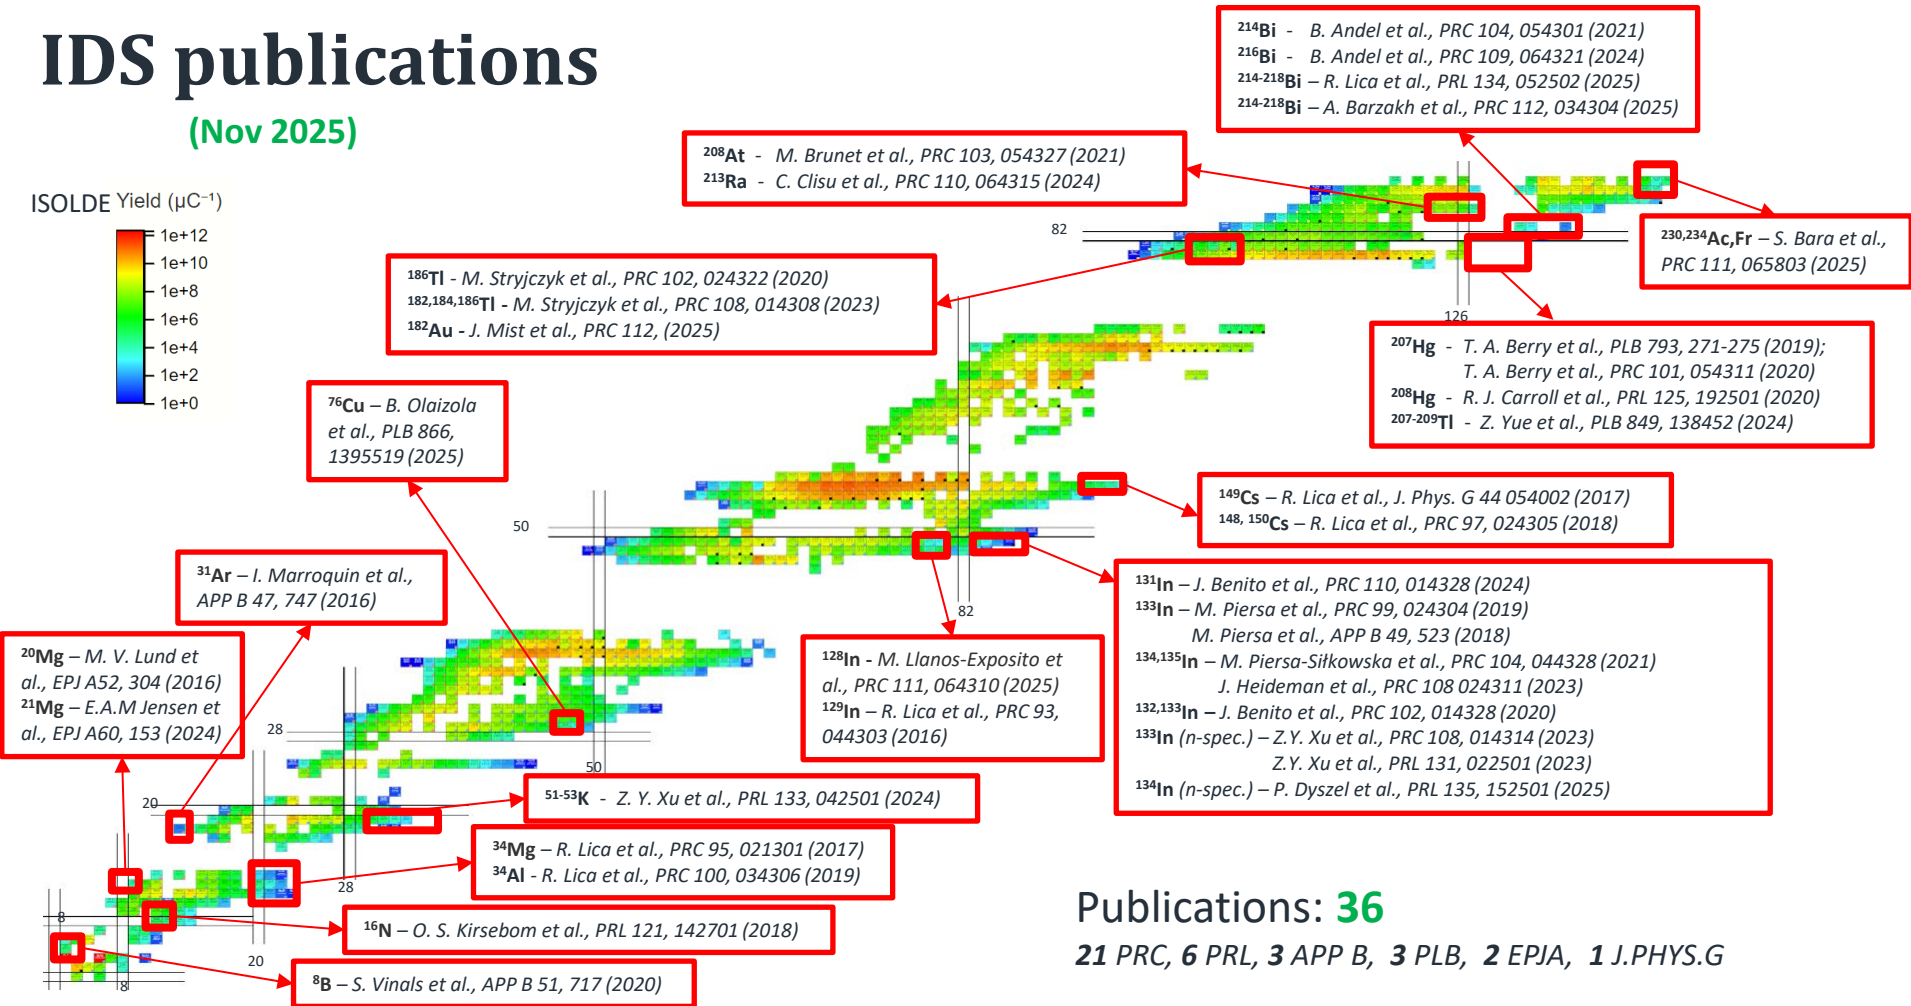 IDS publications
(Nov 2025)
ISOLDE Yield (µC⁻¹)
1e+12
1e+10
1e+8
1e+6
1e+4
1e+2
1e+0
²¹⁴Bi - B. Andel et al., PRC 104, 054301 (2021)
²¹⁶Bi - B. Andel et al., PRC 109, 064321 (2024)
²¹⁴⁻²¹⁸Bi – R. Lica et al., PRL 134, 052502 (2025)
²¹⁴⁻²¹⁸Bi – A. Barzakh et al., PRC 112, 034304 (2025)
²⁰⁸At - M. Brunet et al., PRC 103, 054327 (2021)
²¹³Ra - C. Clisu et al., PRC 110, 064315 (2024)
82
126
²³⁰,²³⁴Ac,Fr – S. Bara et al.,
PRC 111, 065803 (2025)
¹⁸⁶Tl - M. Stryjczyk et al., PRC 102, 024322 (2020)
¹⁸²,¹⁸⁴,¹⁸⁶Tl - M. Stryjczyk et al., PRC 108, 014308 (2023)
¹⁸²Au - J. Mist et al., PRC 112, (2025)
²⁰⁷Hg - T. A. Berry et al., PLB 793, 271-275 (2019);
T. A. Berry et al., PRC 101, 054311 (2020)
²⁰⁸Hg - R. J. Carroll et al., PRL 125, 192501 (2020)
²⁰⁷⁻²⁰⁹Tl - Z. Yue et al., PLB 849, 138452 (2024)
⁷⁶Cu – B. Olaizola
et al., PLB 866,
1395519 (2025)
¹⁴⁹Cs – R. Lica et al., J. Phys. G 44 054002 (2017)
¹⁴⁸, ¹⁵⁰Cs – R. Lica et al., PRC 97, 024305 (2018)
50
82
³¹Ar – I. Marroquin et al.,
APP B 47, 747 (2016)
¹³¹In – J. Benito et al., PRC 110, 014328 (2024)
¹³³In – M. Piersa et al., PRC 99, 024304 (2019)
M. Piersa et al., APP B 49, 523 (2018)
¹³⁴,¹³⁵In – M. Piersa-Siłkowska et al., PRC 104, 044328 (2021)
J. Heideman et al., PRC 108 024311 (2023)
¹³²,¹³³In – J. Benito et al., PRC 102, 014328 (2020)
¹³³In (n-spec.) – Z.Y. Xu et al., PRC 108, 014314 (2023)
Z.Y. Xu et al., PRL 131, 022501 (2023)
¹³⁴In (n-spec.) – P. Dyszel et al., PRL 135, 152501 (2025)
²⁰Mg – M. V. Lund et
al., EPJ A52, 304 (2016)
²¹Mg – E.A.M Jensen et
al., EPJ A60, 153 (2024)
¹²⁸In - M. Llanos-Exposito et
al., PRC 111, 064310 (2025)
¹²⁹In – R. Lica et al., PRC 93,
044303 (2016)
28
50
20
⁵¹⁻⁵³K - Z. Y. Xu et al., PRL 133, 042501 (2024)
³⁴Mg – R. Lica et al., PRC 95, 021301 (2017)
³⁴Al - R. Lica et al., PRC 100, 034306 (2019)
28
8
¹⁶N – O. S. Kirsebom et al., PRL 121, 142701 (2018)
20
8
⁸B – S. Vinals et al., APP B 51, 717 (2020)
Publications: 36
21 PRC, 6 PRL, 3 APP B, 3 PLB, 2 EPJA, 1 J.PHYS.G